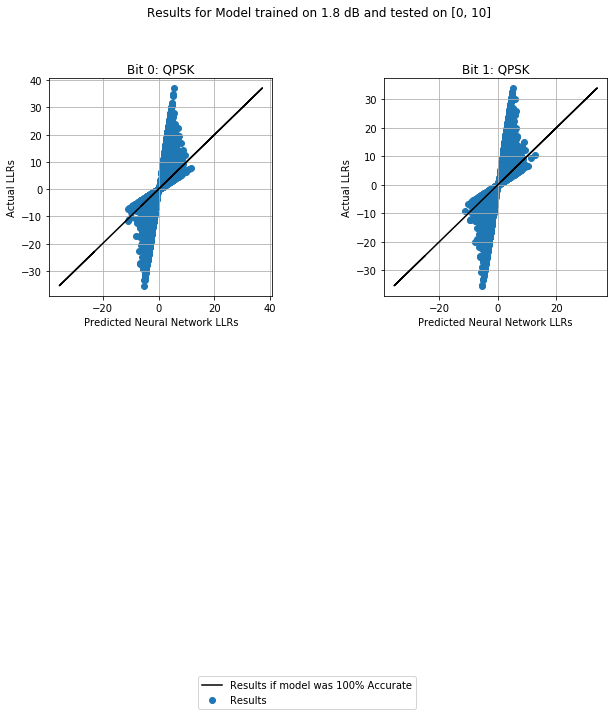 Results for Model trained on 1.8 dB and tested on [0, 10]
Bit 0: QPSK
40
30
20
10
0
−10
−20
−30
Actual LLRs
−20 0 20 40
Predicted Neural Network LLRs
Bit 1: QPSK
30
20
10
0
−10
−20
−30
Actual LLRs
−20 0 20
Predicted Neural Network LLRs
Results if model was 100% Accurate
Results